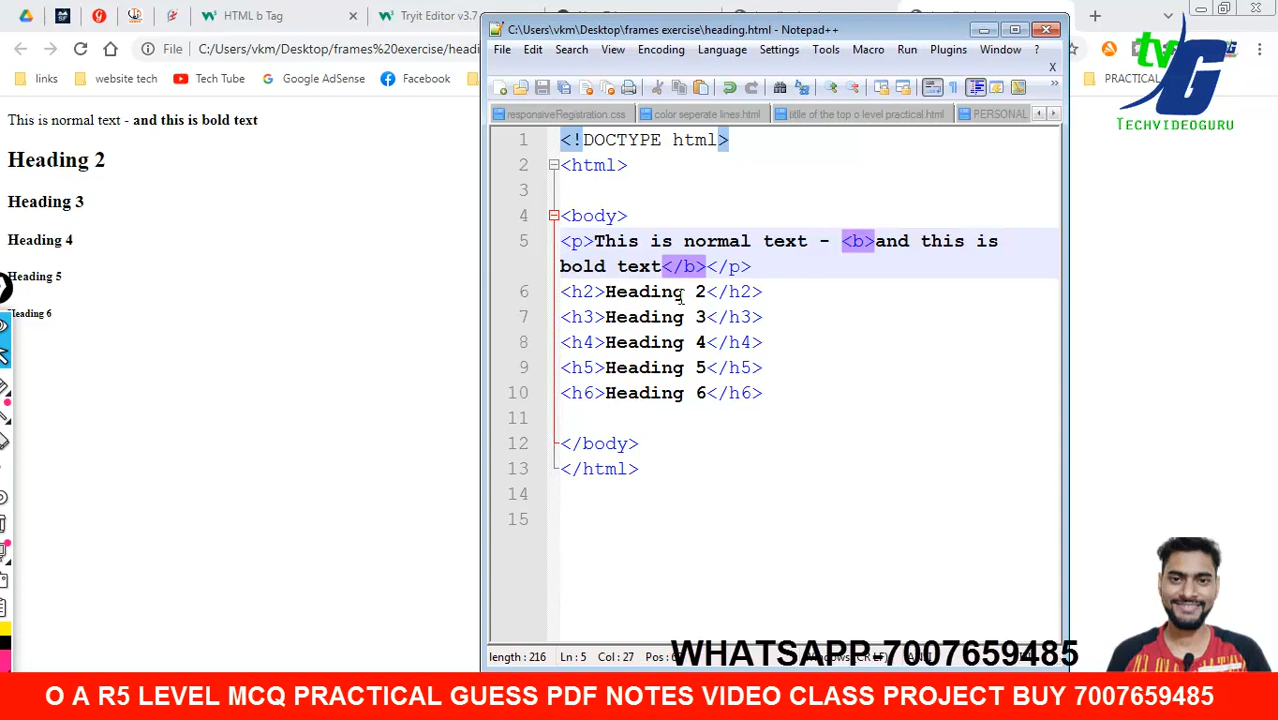 HTML b Tag
Tryit Editor v3.7
File
C:/Users/vkm/Desktop/frames%20exercise/headi
links
website tech
Tech Tube
Google AdSense
Facebook
PRACTICAL
TECHVIDEOGURU
This is normal text - and this is bold text
Heading 2
Heading 3
Heading 4
Heading 5
Heading 6
C:\Users\vkm\Desktop\frames exercise\heading.html - Notepad++
File Edit Search View Encoding Language Settings Tools Macro Run Plugins Window ?
X
responsiveRegistration.css
color seperate lines.html
title of the top o level practical.html
PERSONAL
1 <!DOCTYPE html>
2 <html>
3
4 <body>
5 <p>This is normal text - <b>and this is
bold text</b></p>
6 <h2>Heading 2</h2>
7 <h3>Heading 3</h3>
8 <h4>Heading 4</h4>
9 <h5>Heading 5</h5>
10 <h6>Heading 6</h6>
11
12 </body>
13 </html>
14
15
length : 216 Ln : 5 Col : 27
WHATSAPP 7007659485
O A R5 LEVEL MCQ PRACTICAL GUESS PDF NOTES VIDEO CLASS PROJECT BUY 7007659485